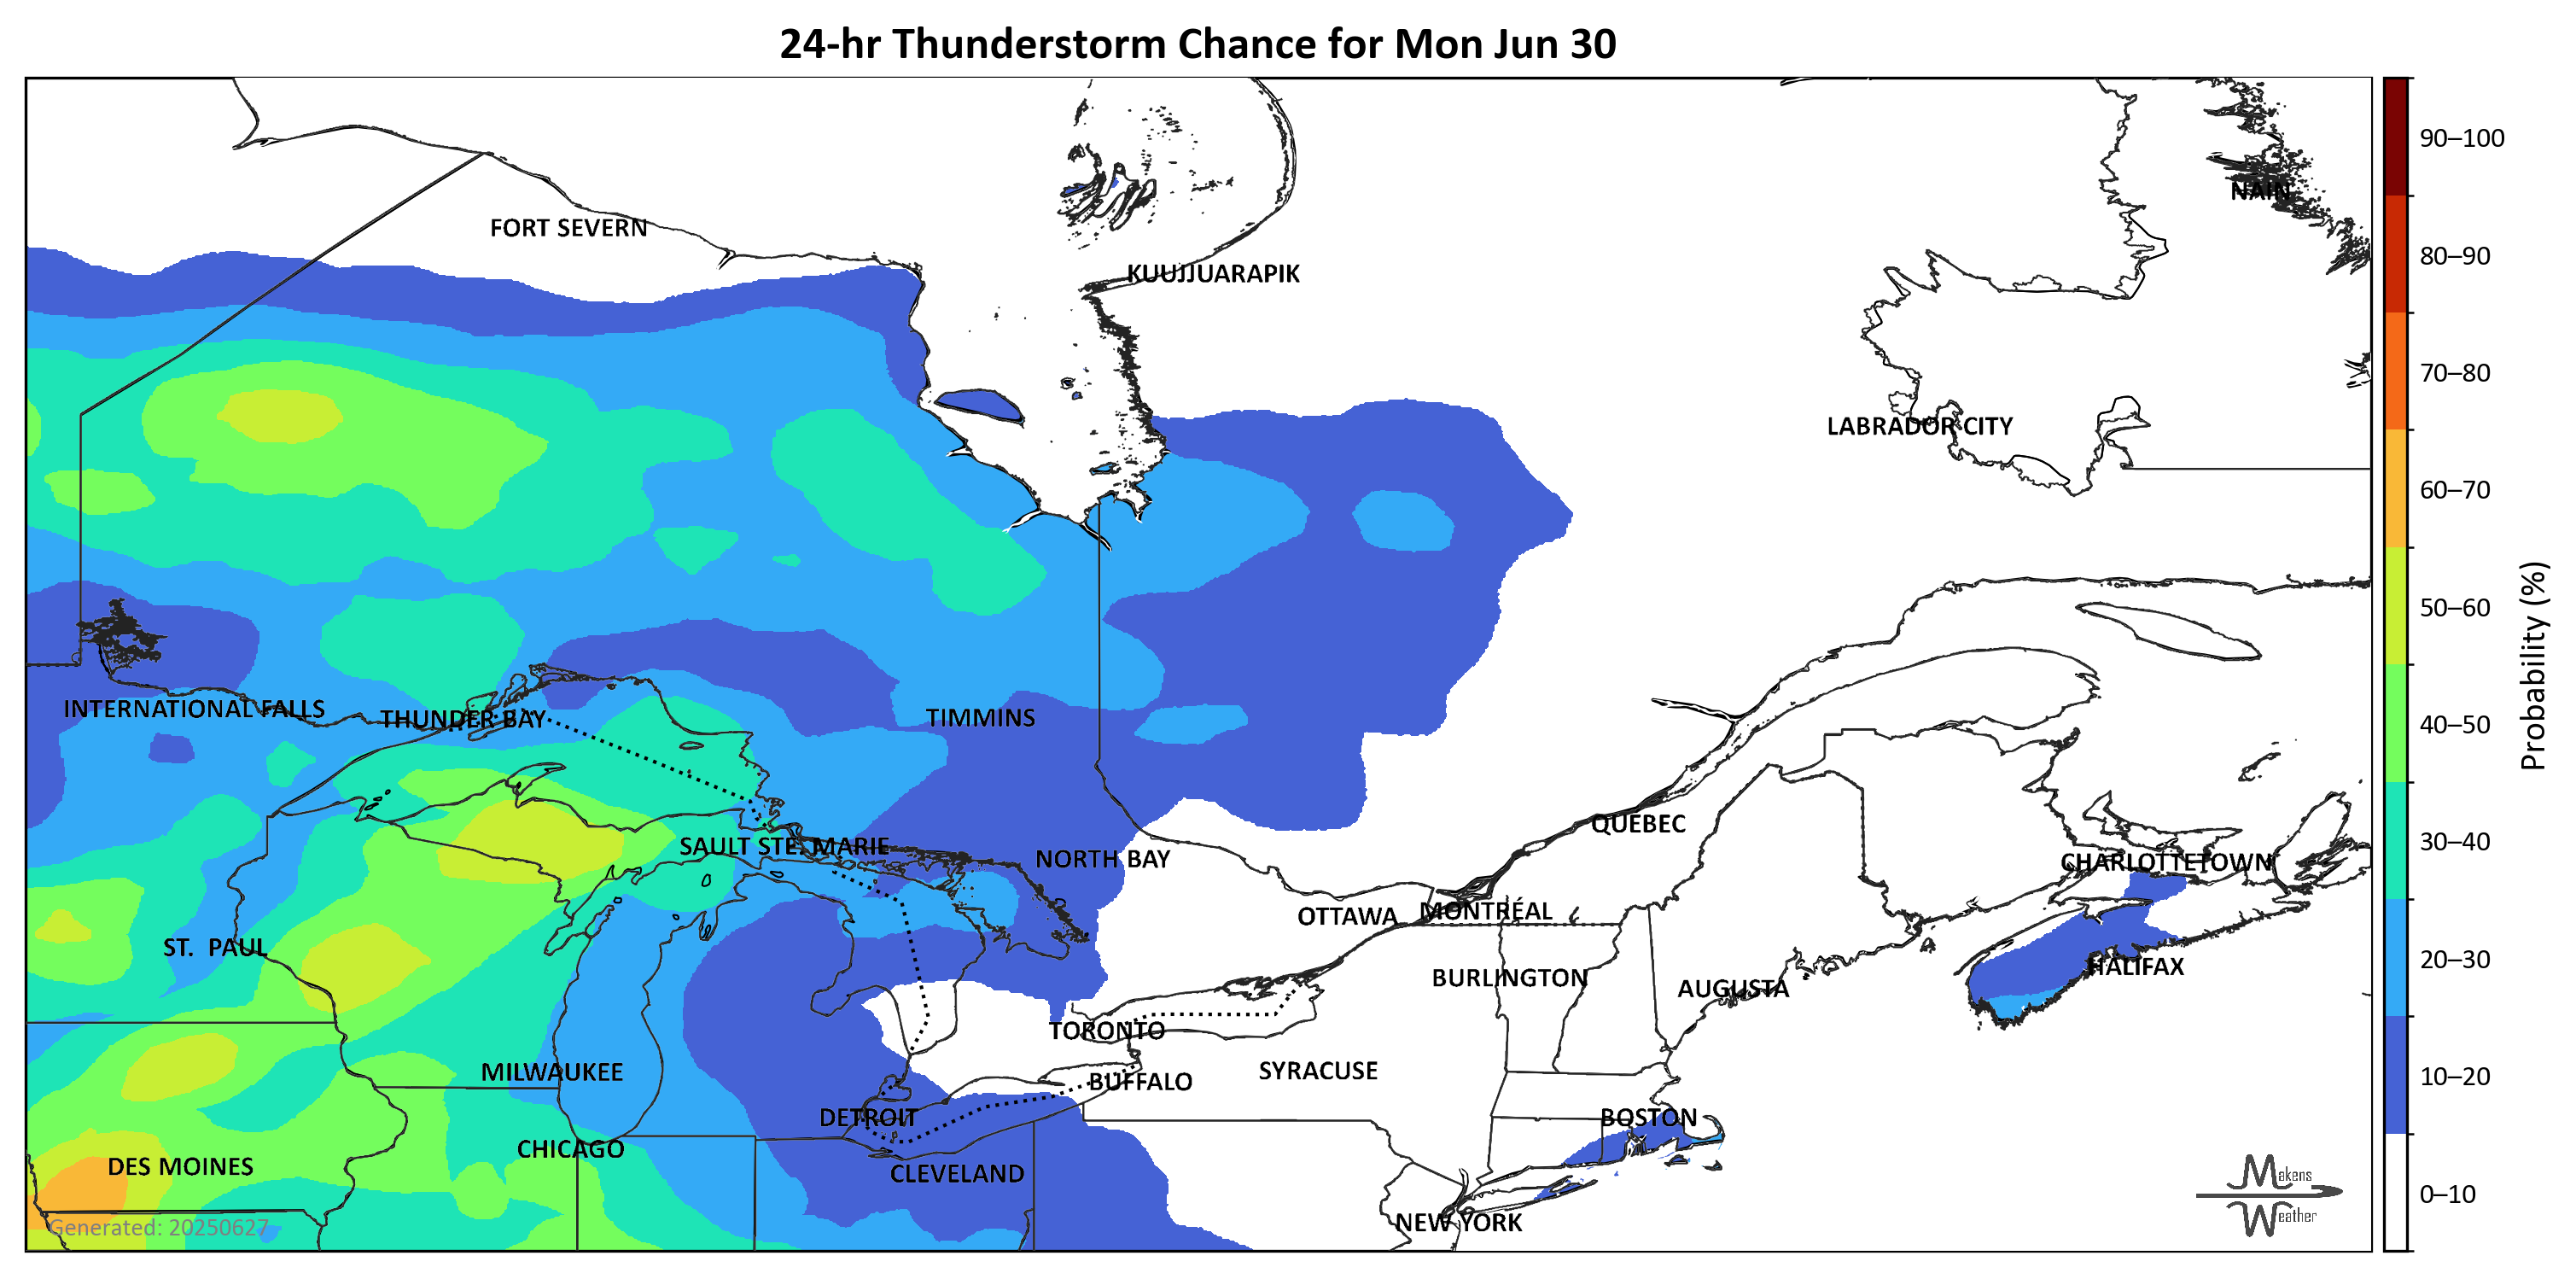 24-hr Thunderstorm Chance for Mon Jun 30
NAIN
FORT SEVERN
KUUJJUARAPIK
LABRADOR CITY
INTERNATIONAL FALLS
THUNDER BAY
TIMMINS
QUEBEC
SAULT STE. MARIE
NORTH BAY
CHARLOTTETOWN
OTTAWA
MONTRÉAL
ST. PAUL
HALIFAX
BURLINGTON
AUGUSTA
TORONTO
MILWAUKEE
SYRACUSE
BUFFALO
DETROIT
BOSTON
CHICAGO
DES MOINES
CLEVELAND
NEW YORK
Generated: 20250627
Makens
Weather
90–100
80–90
70–80
60–70
50–60
40–50
30–40
20–30
10–20
0–10
Probability (%)